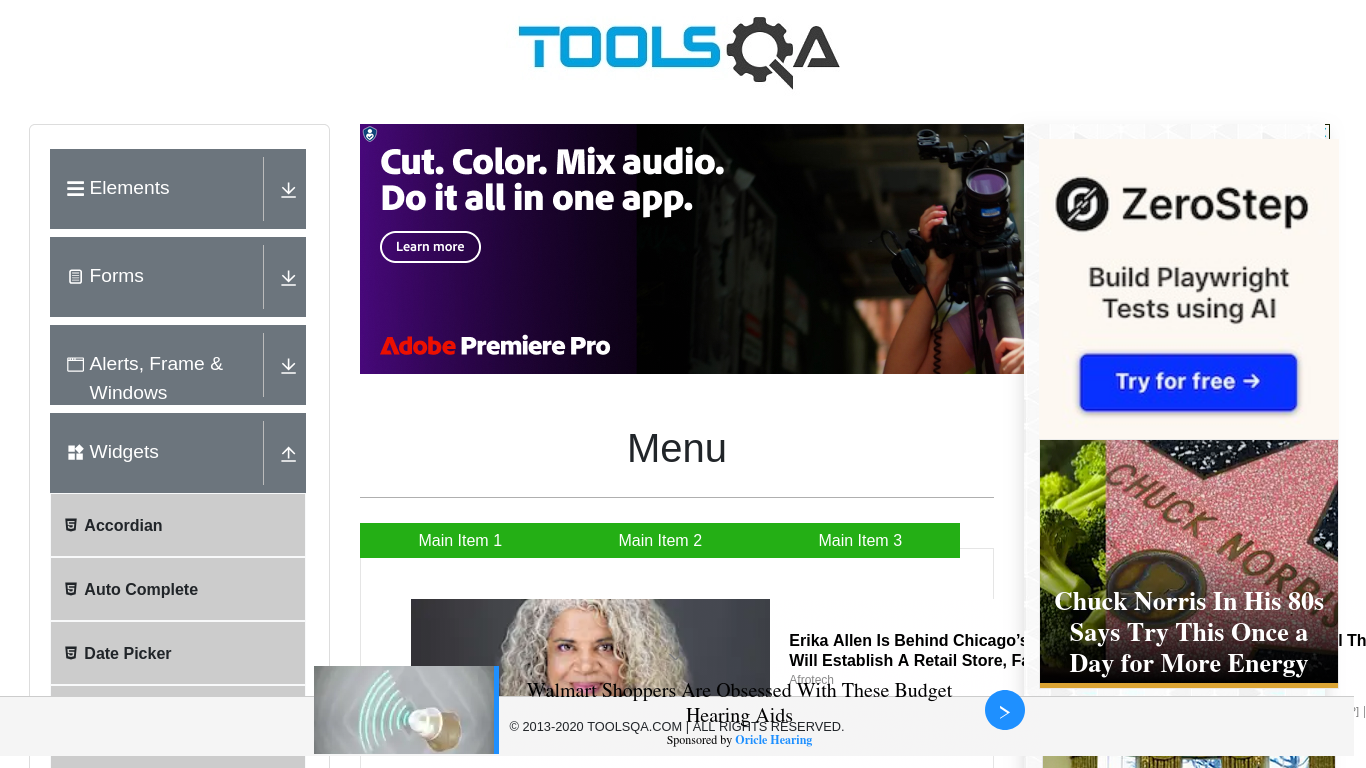 TOOLSQA
Elements
Forms
Alerts, Frame &
Windows
Widgets
Accordian
Auto Complete
Date Picker
Cut. Color. Mix audio.
Do it all in one app.
Learn more
Adobe Premiere Pro
Menu
Main Item 1
Main Item 2
Main Item 3
Erika Allen Is Behind Chicago's
Will Establish A Retail Store, Fa
Afrotech
ZeroStep
Build Playwright
Tests using AI
Try for free →
CHUCK NORRIS
Chuck Norris In His 80s
Says Try This Once a
Day for More Energy
Walmart Shoppers Are Obsessed With These Budget
Hearing Aids
Sponsored by Oricle Hearing
© 2013-2020 TOOLSQA.COM | ALL RIGHTS RESERVED.